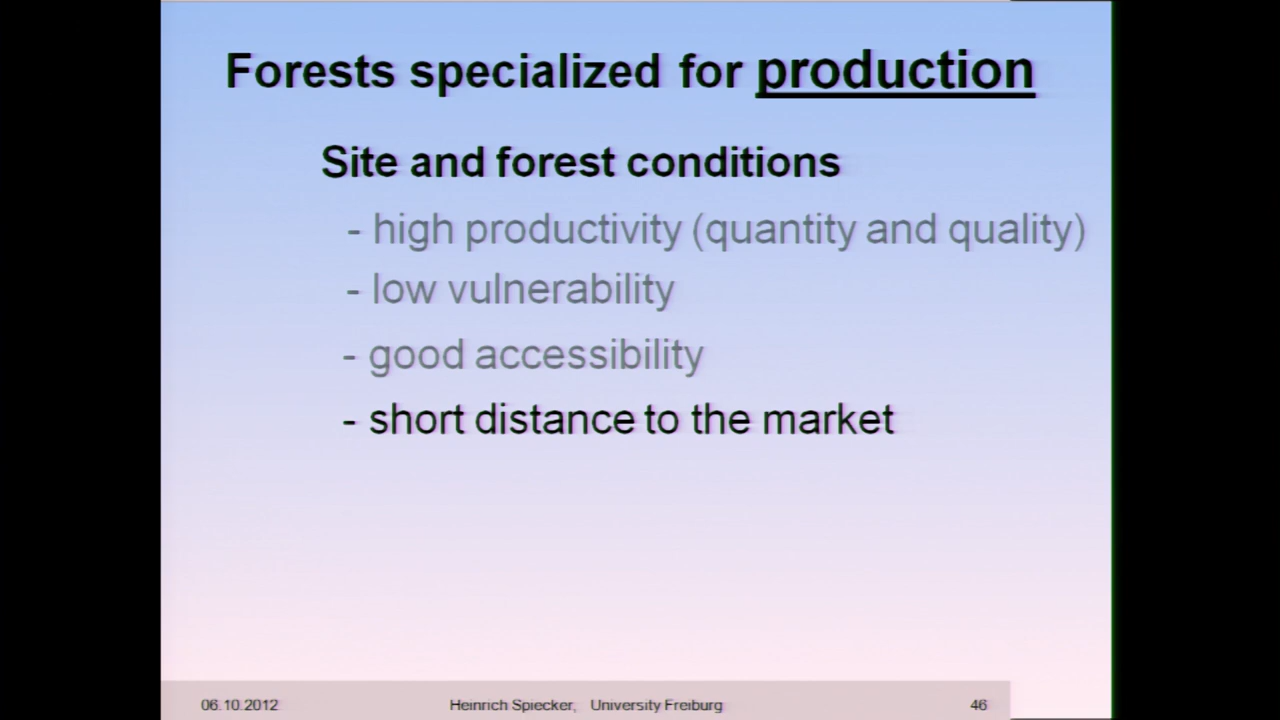 Forests specialized for production
Site and forest conditions
- high productivity (quantity and quality)
- low vulnerability
- good accessibility
- short distance to the market
06.10.2012 Heinrich Spiecker, University Freiburg 46